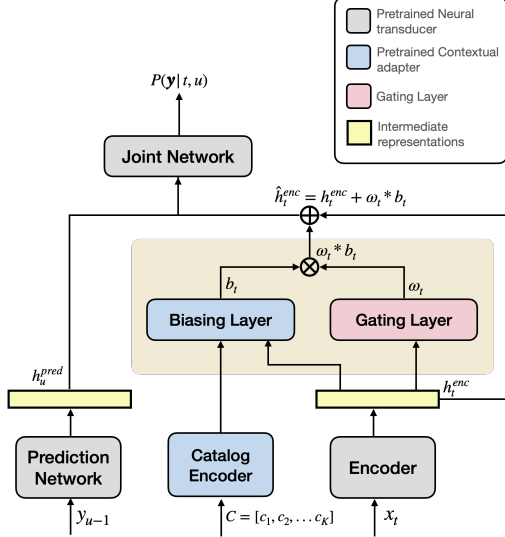 Pretrained Neural
transducer
Pretrained Contextual
adapter
Gating Layer
Intermediate
representations
P(y|t, u)
Joint Network
ĥ_t^{enc} = h_t^{enc} + ω_t * b_t
ω_t * b_t
b_t
ω_t
Biasing Layer
Gating Layer
h_u^{pred}
h_t^{enc}
Prediction
Network
Catalog
Encoder
Encoder
y_{u−1}
C = [c_1, c_2, … c_K]
x_t